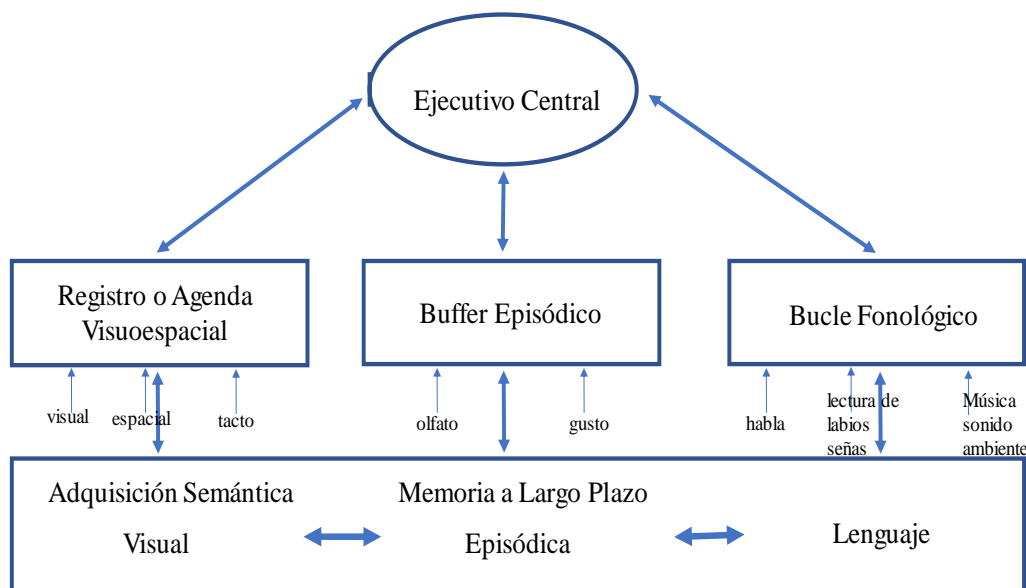 Ejecutivo Central
Registro o Agenda
Visuoespacial
Buffer Episódico
Bucle Fonológico
visual
espacial
tacto
olfato
gusto
habla
lectura de
labios
señas
Música
sonido
ambiente
Adquisición Semántica
Visual
Memoria a Largo Plazo
Episódica
Lenguaje